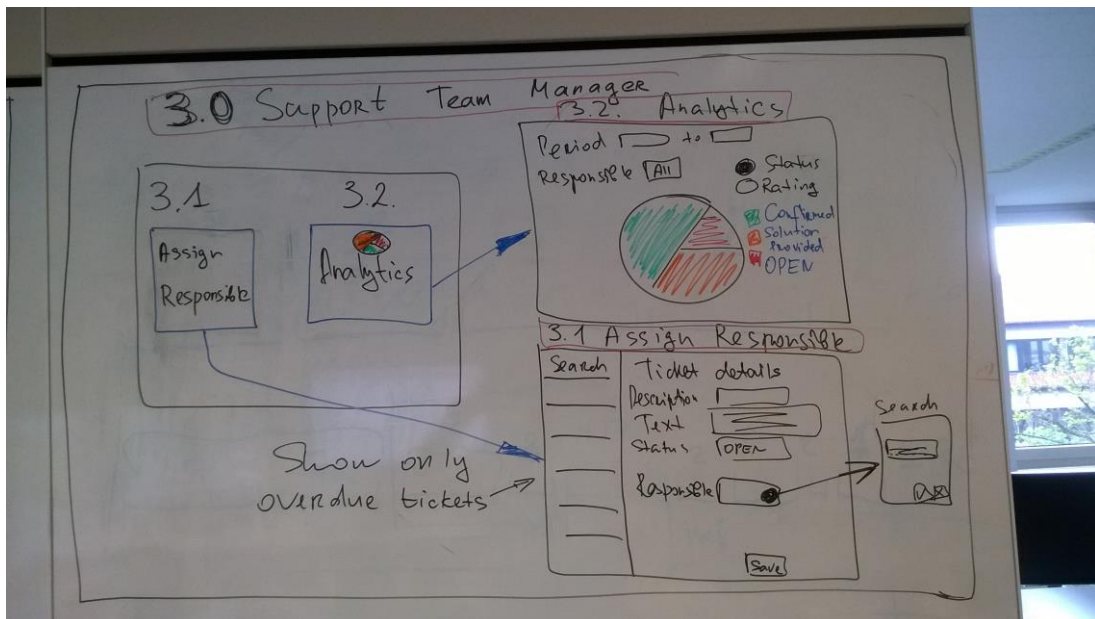 3.0 Support Team Manager
3.1
Assign
Responsible
3.2.
Analytics
3.2. Analytics
Period to
Responsible All
Status
Rating
Confirmed
Solution
Provided
OPEN
3.1 Assign Responsible
Search
Ticket details
Description
Text
Status OPEN
Responsible
Save
Search
Show only
overdue tickets